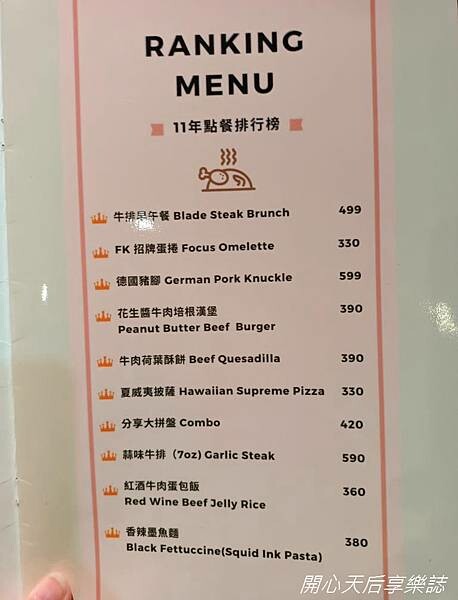 RANKING
MENU
11年點餐排行榜
牛排早午餐 Blade Steak Brunch 499
FK 招牌蛋捲 Focus Omelette 330
德國豬腳 German Pork Knuckle 599
花生醬牛肉培根漢堡 390
Peanut Butter Beef Burger
牛肉荷葉酥餅 Beef Quesadilla 390
夏威夷披薩 Hawaiian Supreme Pizza 330
分享大拼盤 Combo 420
蒜味牛排（7oz) Garlic Steak 590
紅酒牛肉蛋包飯 360
Red Wine Beef Jelly Rice
香辣墨魚麵 380
Black Fettuccine(Squid Ink Pasta)
開心天后享樂誌